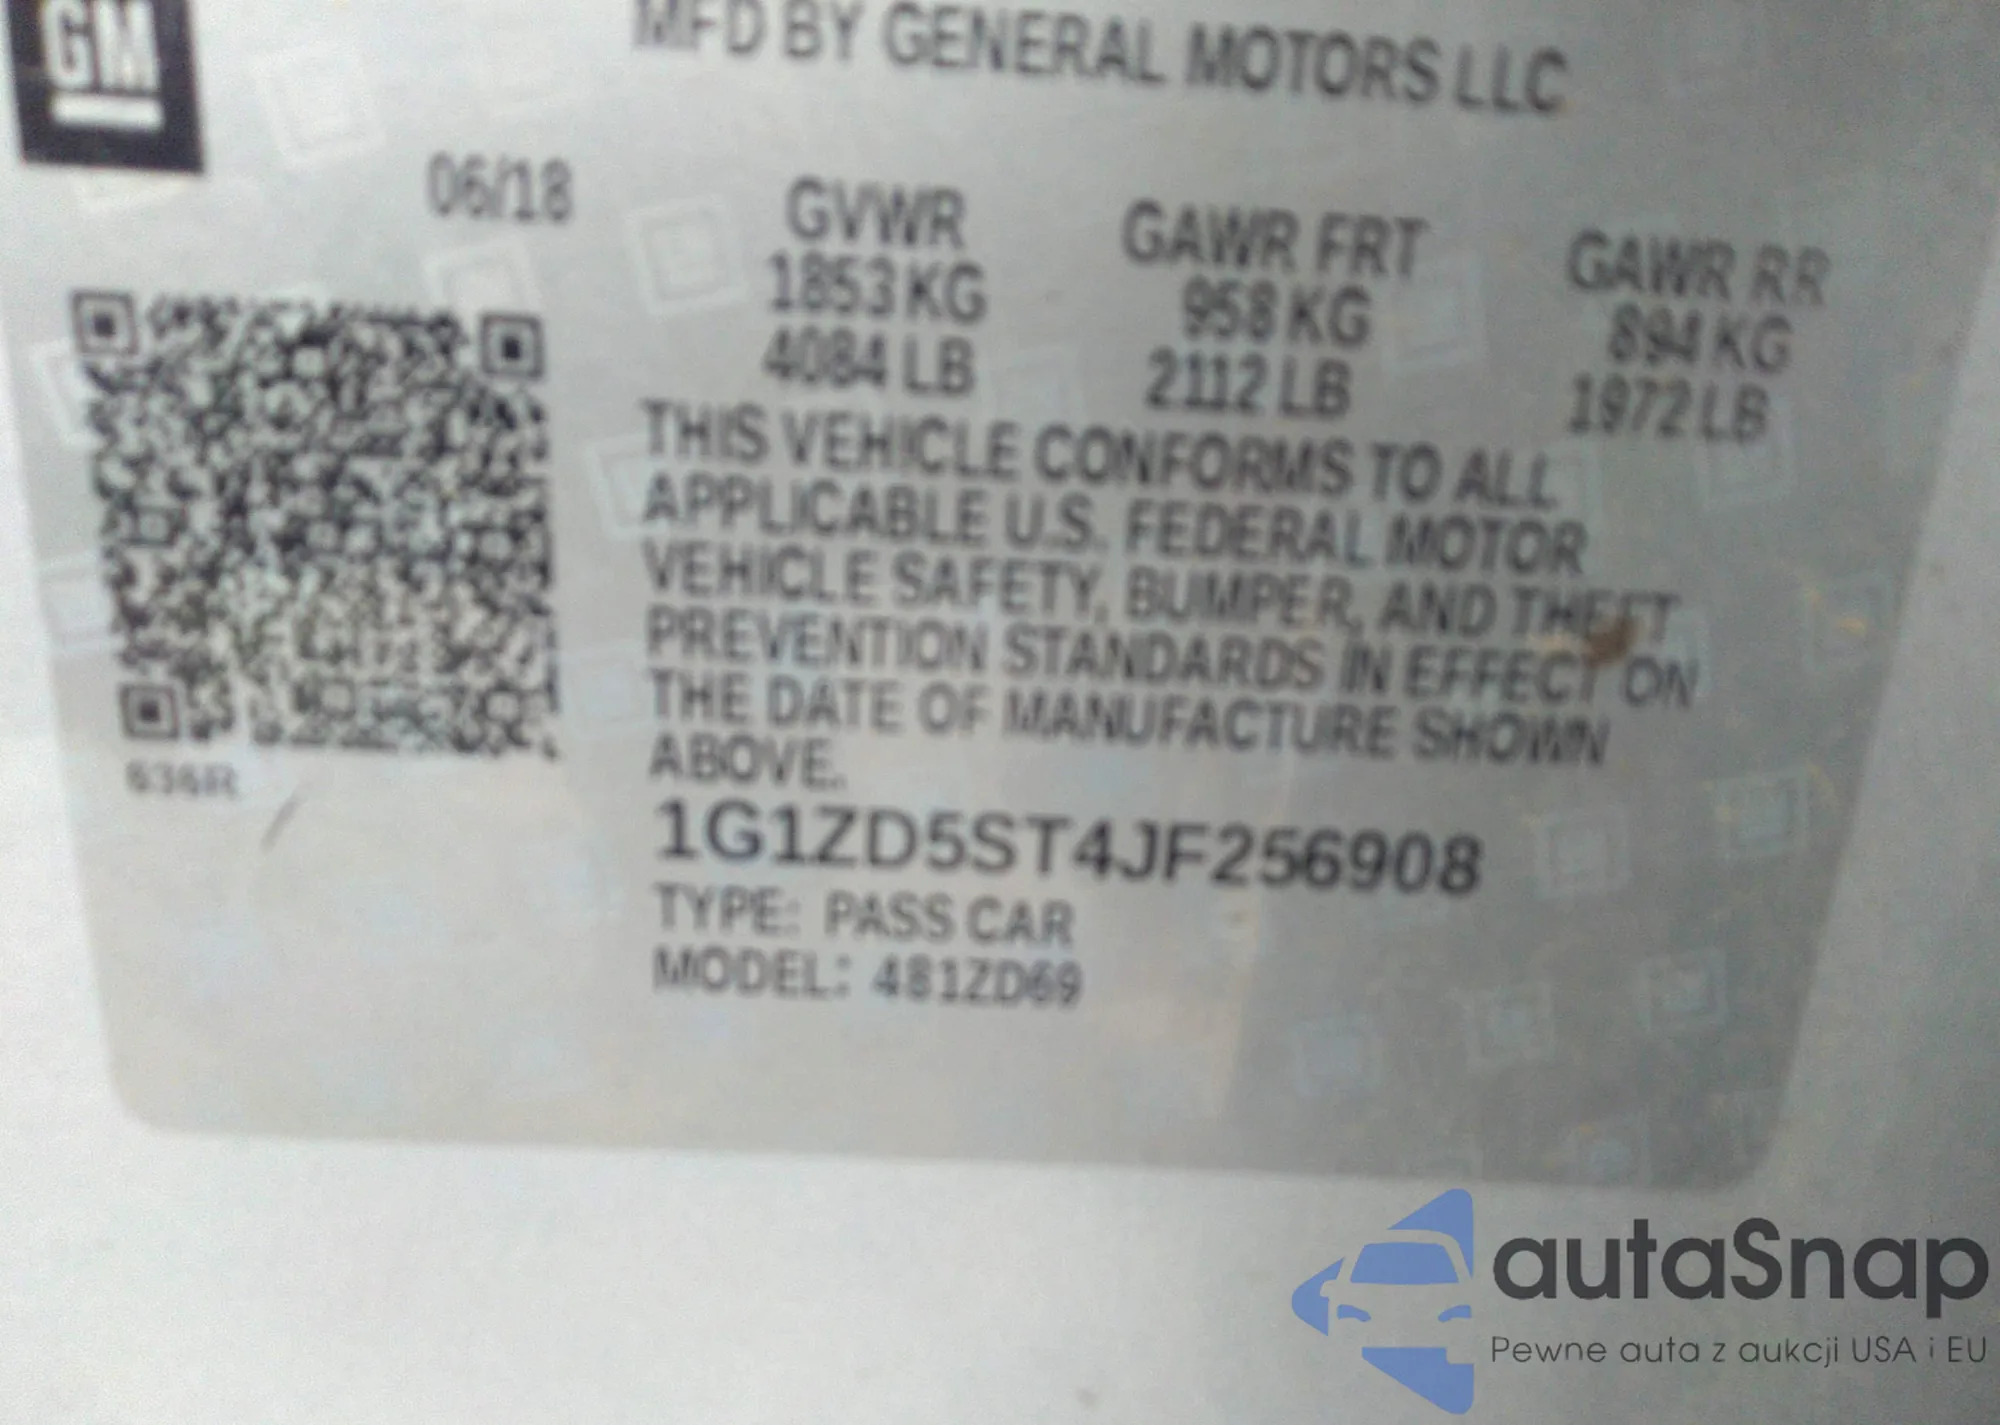 GM
MFD BY GENERAL MOTORS LLC
06/18
GVWR
1853 KG
4084 LB
GAWR FRT
958 KG
2112 LB
GAWR RR
894 KG
1972 LB
THIS VEHICLE CONFORMS TO ALL
APPLICABLE U.S. FEDERAL MOTOR
VEHICLE SAFETY, BUMPER, AND THEFT
PREVENTION STANDARDS IN EFFECT ON
THE DATE OF MANUFACTURE SHOWN
ABOVE.
636R
1G1ZD5ST4JF256908
TYPE: PASS CAR
MODEL: 481ZD69
autaSnap
Pewne auta z aukcji USA i EU